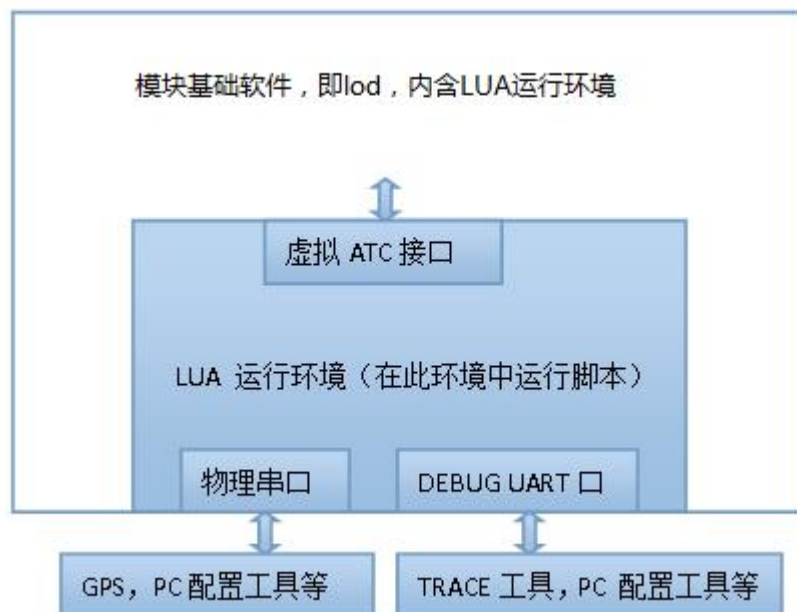 模块基础软件，即lod，内含LUA运行环境
虚拟 ATC 接口
LUA 运行环境（在此环境中运行脚本）
物理串口
DEBUG UART 口
GPS，PC 配置工具等
TRACE 工具，PC 配置工具等